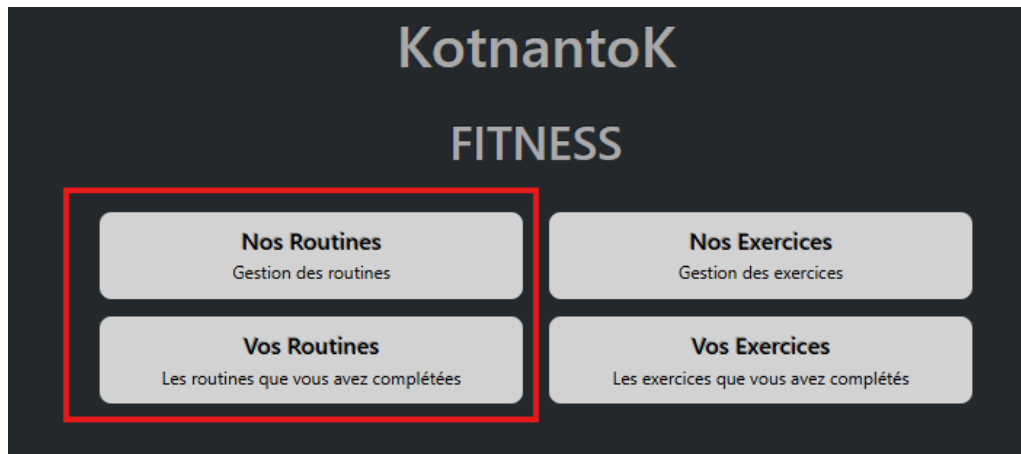 KotnantoK
FITNESS
Nos Routines
Gestion des routines
Nos Exercices
Gestion des exercices
Vos Routines
Les routines que vous avez complétées
Vos Exercices
Les exercices que vous avez complétés